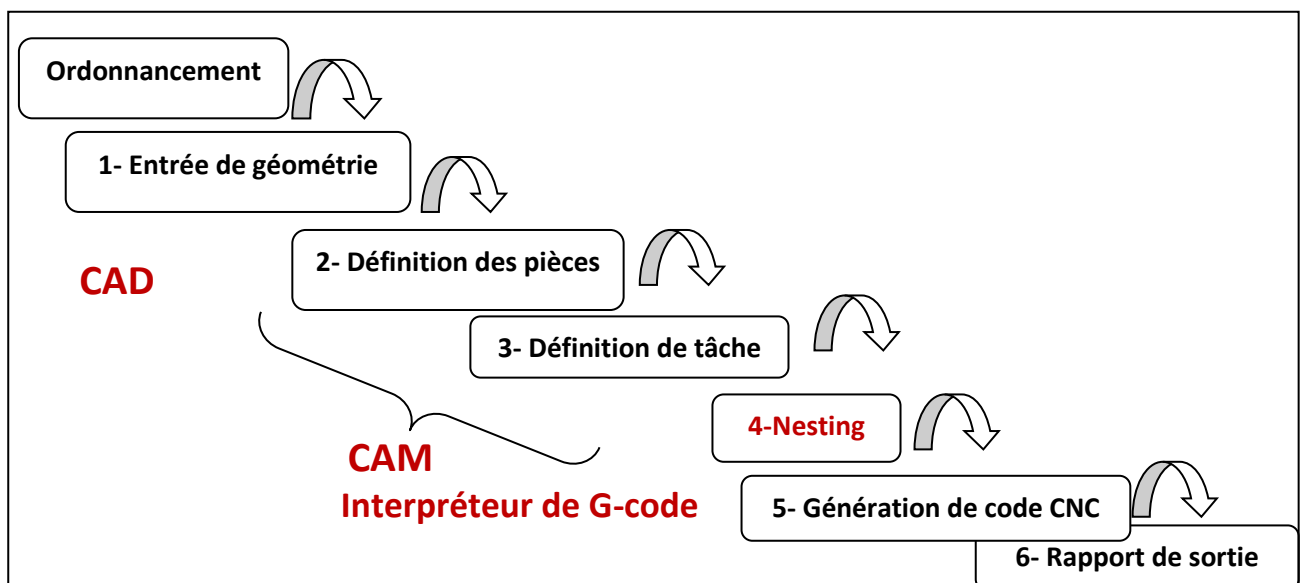 Ordonnancement
1- Entrée de géométrie
2- Définition des pièces
CAD
3- Définition de tâche
4-Nesting
CAM
Interpréteur de G-code
5- Génération de code CNC
6- Rapport de sortie